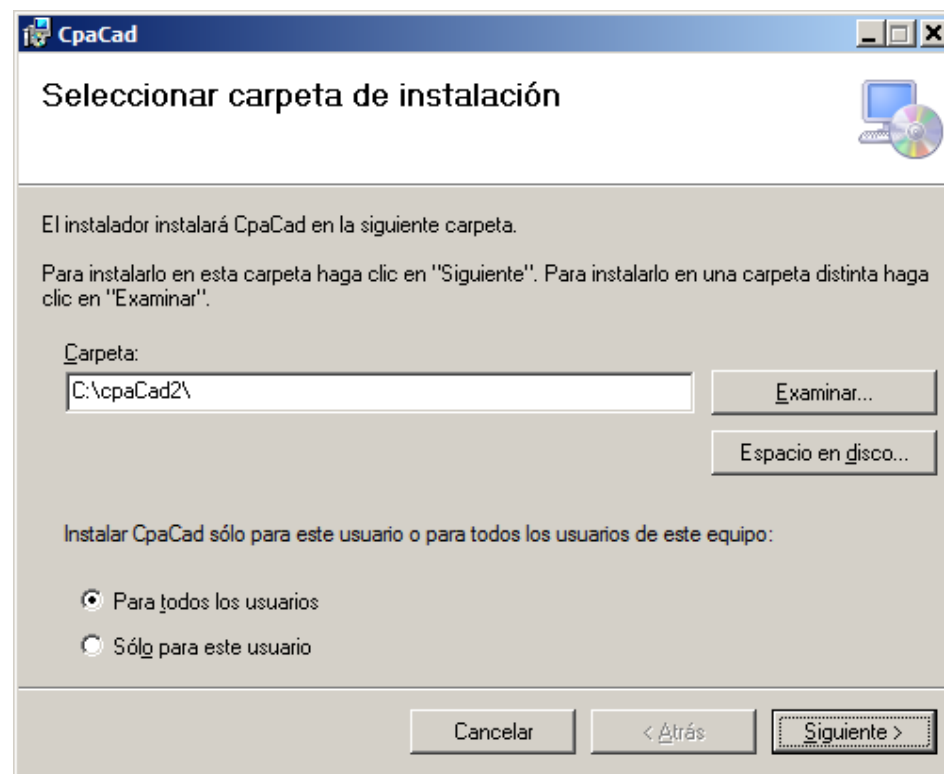 CpaCad
Seleccionar carpeta de instalación
El instalador instalará CpaCad en la siguiente carpeta.
Para instalarlo en esta carpeta haga clic en "Siguiente". Para instalarlo en una carpeta distinta haga
clic en "Examinar".
Carpeta:
C:\cpaCad2\
Examinar...
Espacio en disco...
Instalar CpaCad sólo para este usuario o para todos los usuarios de este equipo:
Para todos los usuarios
Sólo para este usuario
Cancelar
< Atrás
Siguiente >